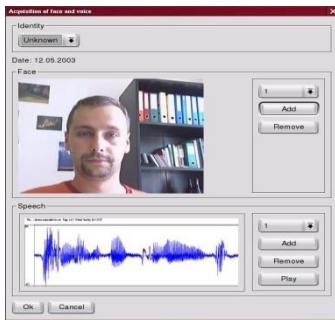 Acquisition of face and voice
Identity
Unknown
Date: 12.05.2003
Face
1
Add
Remove
Speech
1
Add
Remove
Play
Ok
Cancel